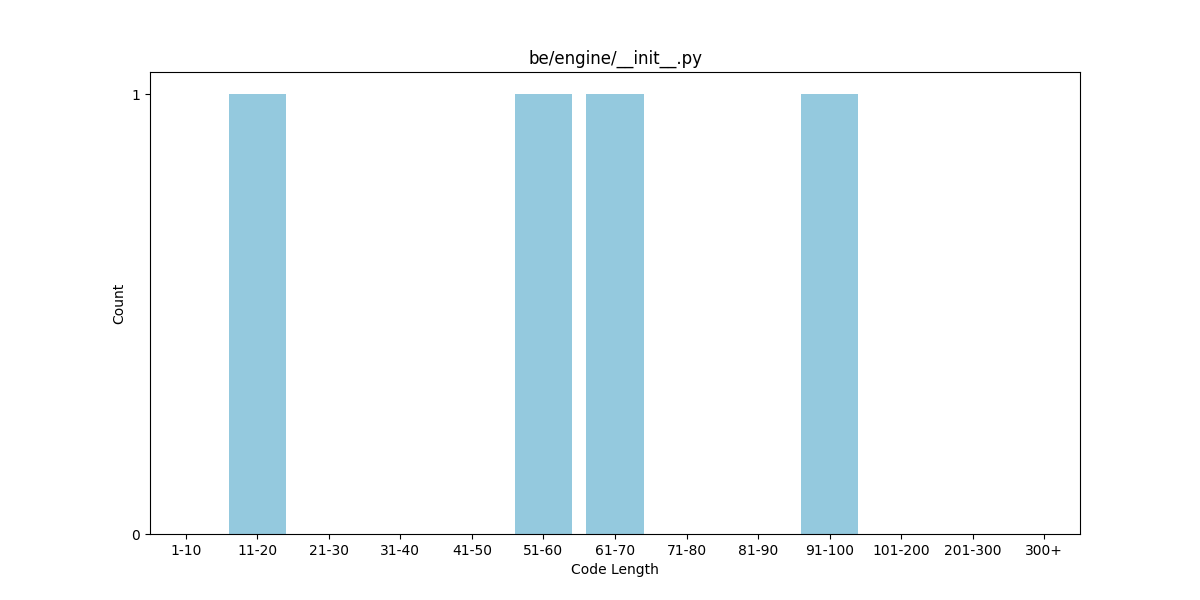 be/engine/__init__.py
1
Count
0
1-10 11-20 21-30 31-40 41-50 51-60 61-70 71-80 81-90 91-100 101-200 201-300 300+
Code Length